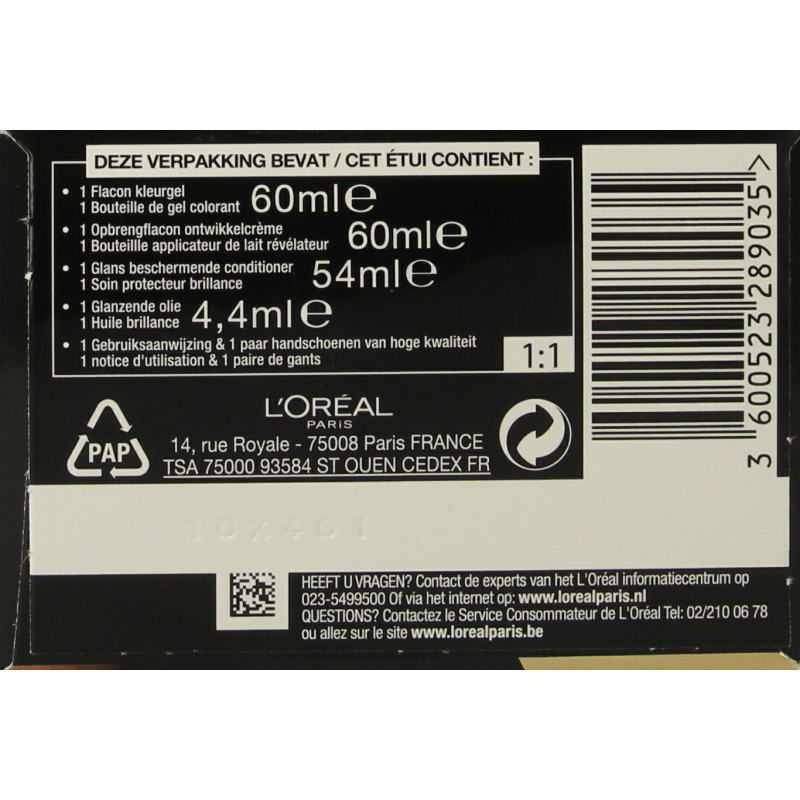 DEZE VERPAKKING BEVAT / CET ÉTUI CONTIENT :
• 1 Flacon kleurgel
1 Bouteille de gel colorant 60ml℮
• 1 Opbrengflacon ontwikkelcrème
1 Bouteillle applicateur de lait révélateur 60ml℮
• 1 Glans beschermende conditioner
1 Soin protecteur brillance 54ml℮
• 1 Glanzende olie
1 Huile brillance 4,4ml℮
• 1 Gebruiksaanwijzing & 1 paar handschoenen van hoge kwaliteit
1 notice d'utilisation & 1 paire de gants
1:1
3 600523 289035 >
L'ORÉAL
PARIS
PAP
14, rue Royale - 75008 Paris FRANCE
TSA 75000 93584 ST OUEN CEDEX FR
10X401
HEEFT U VRAGEN? Contact de experts van het L'Oréal informatiecentrum op
023-5499500 Of via het internet op: www.lorealparis.nl
QUESTIONS? Contactez le Service Consommateur de L'Oréal Tel: 02/210 06 78
ou allez sur le site www.lorealparis.be